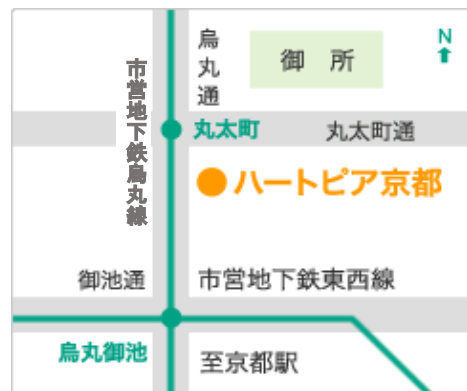 烏丸通
御所
N
市営地下鉄烏丸線
丸太町
丸太町通
ハートピア京都
御池通
市営地下鉄東西線
烏丸御池
至京都駅